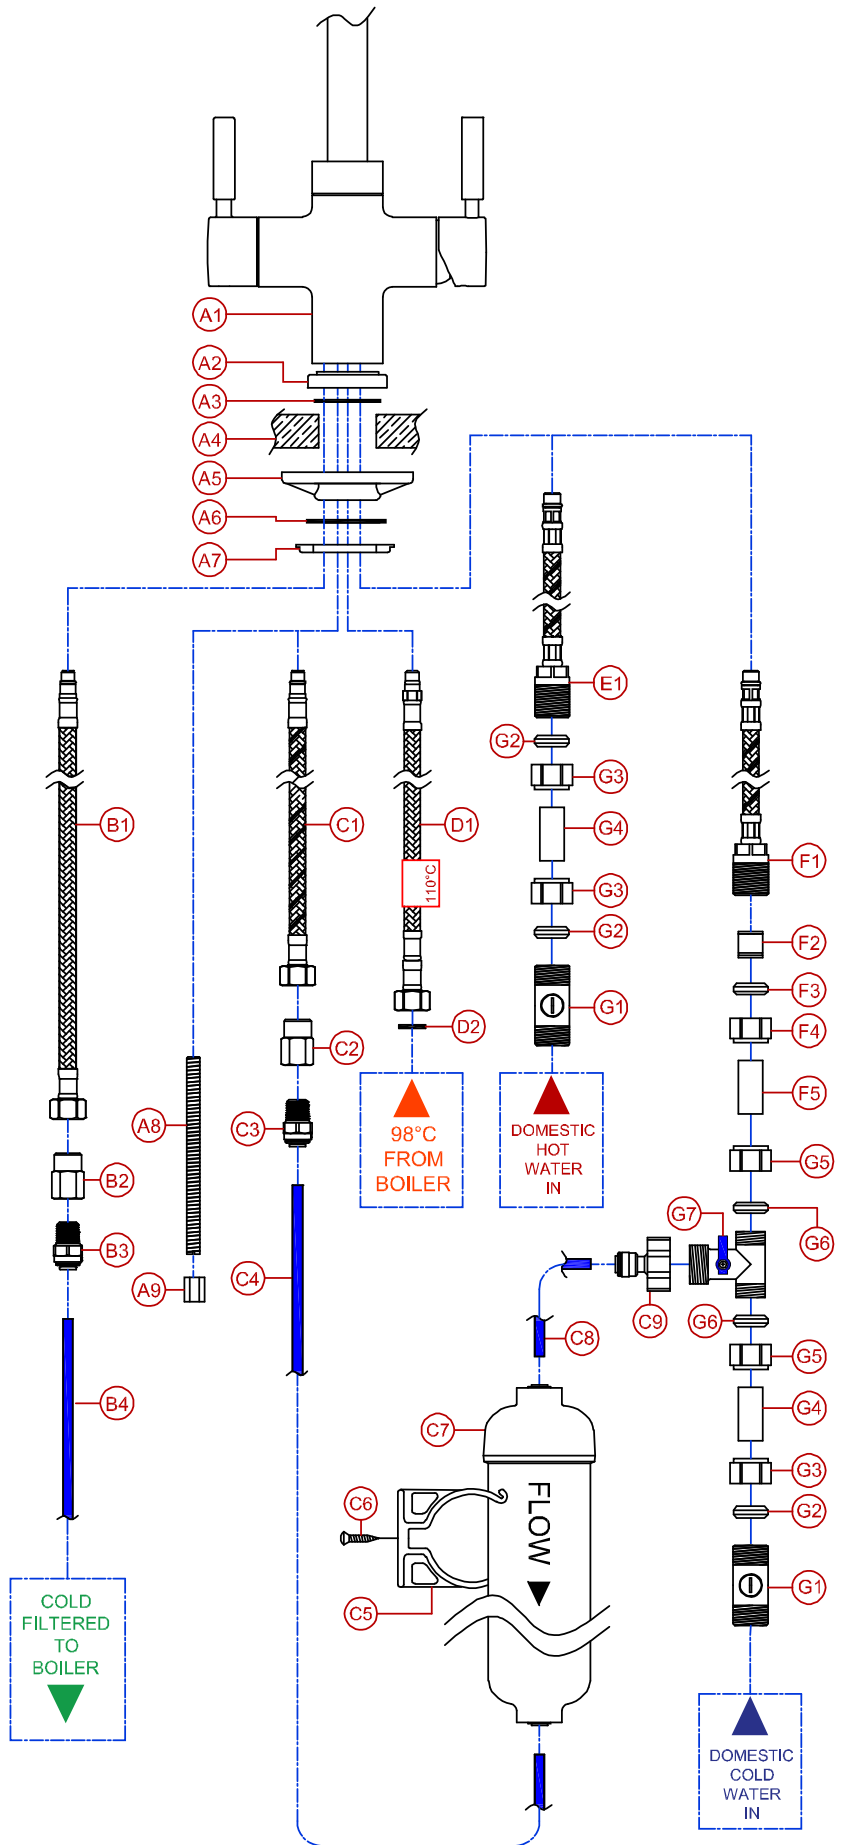 A1
A2
A3
A4
A5
A6
A7
E1
G2
G3
G4
G3
G2
G1
B1
C1
D1
110°C
F1
F2
F3
F4
F5
G5
G6
D2
C2
C3
A8
B2
B3
A9
C4
B4
98°C
FROM
BOILER
DOMESTIC
HOT
WATER
IN
G7
C9
C8
G6
G5
G4
G3
G2
G1
C7
C6
C5
FLOW
COLD
FILTERED
TO
BOILER
DOMESTIC
COLD
WATER
IN